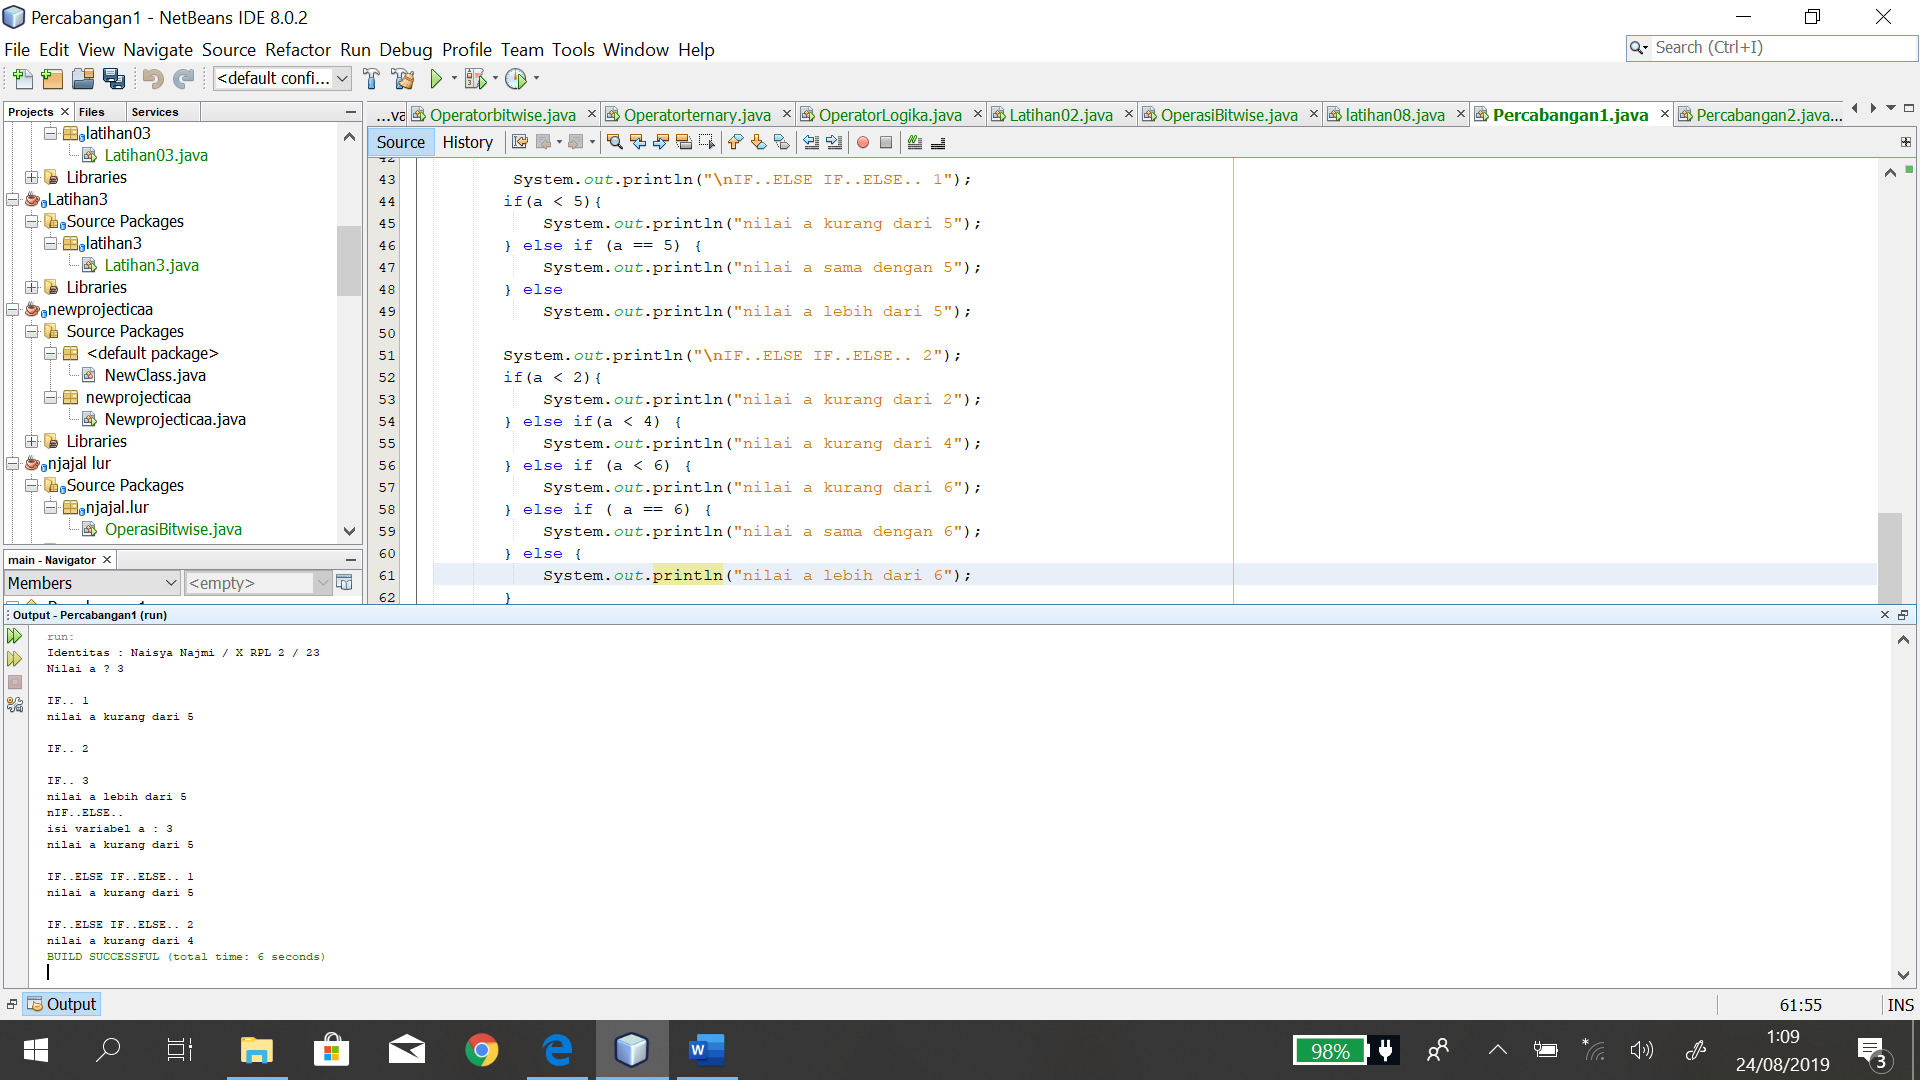 Percabangan1 - NetBeans IDE 8.0.2
File Edit View Navigate Source Refactor Run Debug Profile Team Tools Window Help
Search (Ctrl+I)
<default confi...
Projects Files Services
latihan03
Latihan03.java
Libraries
Latihan3
Source Packages
latihan3
Latihan3.java
Libraries
newprojecticaa
Source Packages
<default package>
NewClass.java
newprojecticaa
Newprojecticaa.java
Libraries
njajal lur
Source Packages
njajal.lur
OperasiBitwise.java
main - Navigator
Members <empty>
...va Operatorbitwise.java Operatorternary.java OperatorLogika.java Latihan02.java OperasiBitwise.java latihan08.java Percabangan1.java Percabangan2.java...
Source History
42
43 System.out.println("\nIF..ELSE IF..ELSE.. 1");
44 if(a < 5){
45 System.out.println("nilai a kurang dari 5");
46 } else if (a == 5) {
47 System.out.println("nilai a sama dengan 5");
48 } else
49 System.out.println("nilai a lebih dari 5");
50
51 System.out.println("\nIF..ELSE IF..ELSE.. 2");
52 if(a < 2){
53 System.out.println("nilai a kurang dari 2");
54 } else if(a < 4) {
55 System.out.println("nilai a kurang dari 4");
56 } else if (a < 6) {
57 System.out.println("nilai a kurang dari 6");
58 } else if ( a == 6) {
59 System.out.println("nilai a sama dengan 6");
60 } else {
61 System.out.println("nilai a lebih dari 6");
62 }
Output - Percabangan1 (run)
run:
Identitas : Naisya Najmi / X RPL 2 / 23
Nilai a ? 3
IF.. 1
nilai a kurang dari 5
IF.. 2
IF.. 3
nilai a lebih dari 5
nIF..ELSE..
isi variabel a : 3
nilai a kurang dari 5
IF..ELSE IF..ELSE.. 1
nilai a kurang dari 5
IF..ELSE IF..ELSE.. 2
nilai a kurang dari 4
BUILD SUCCESSFUL (total time: 6 seconds)
Output
61:55 INS
98%
1:09
24/08/2019
3